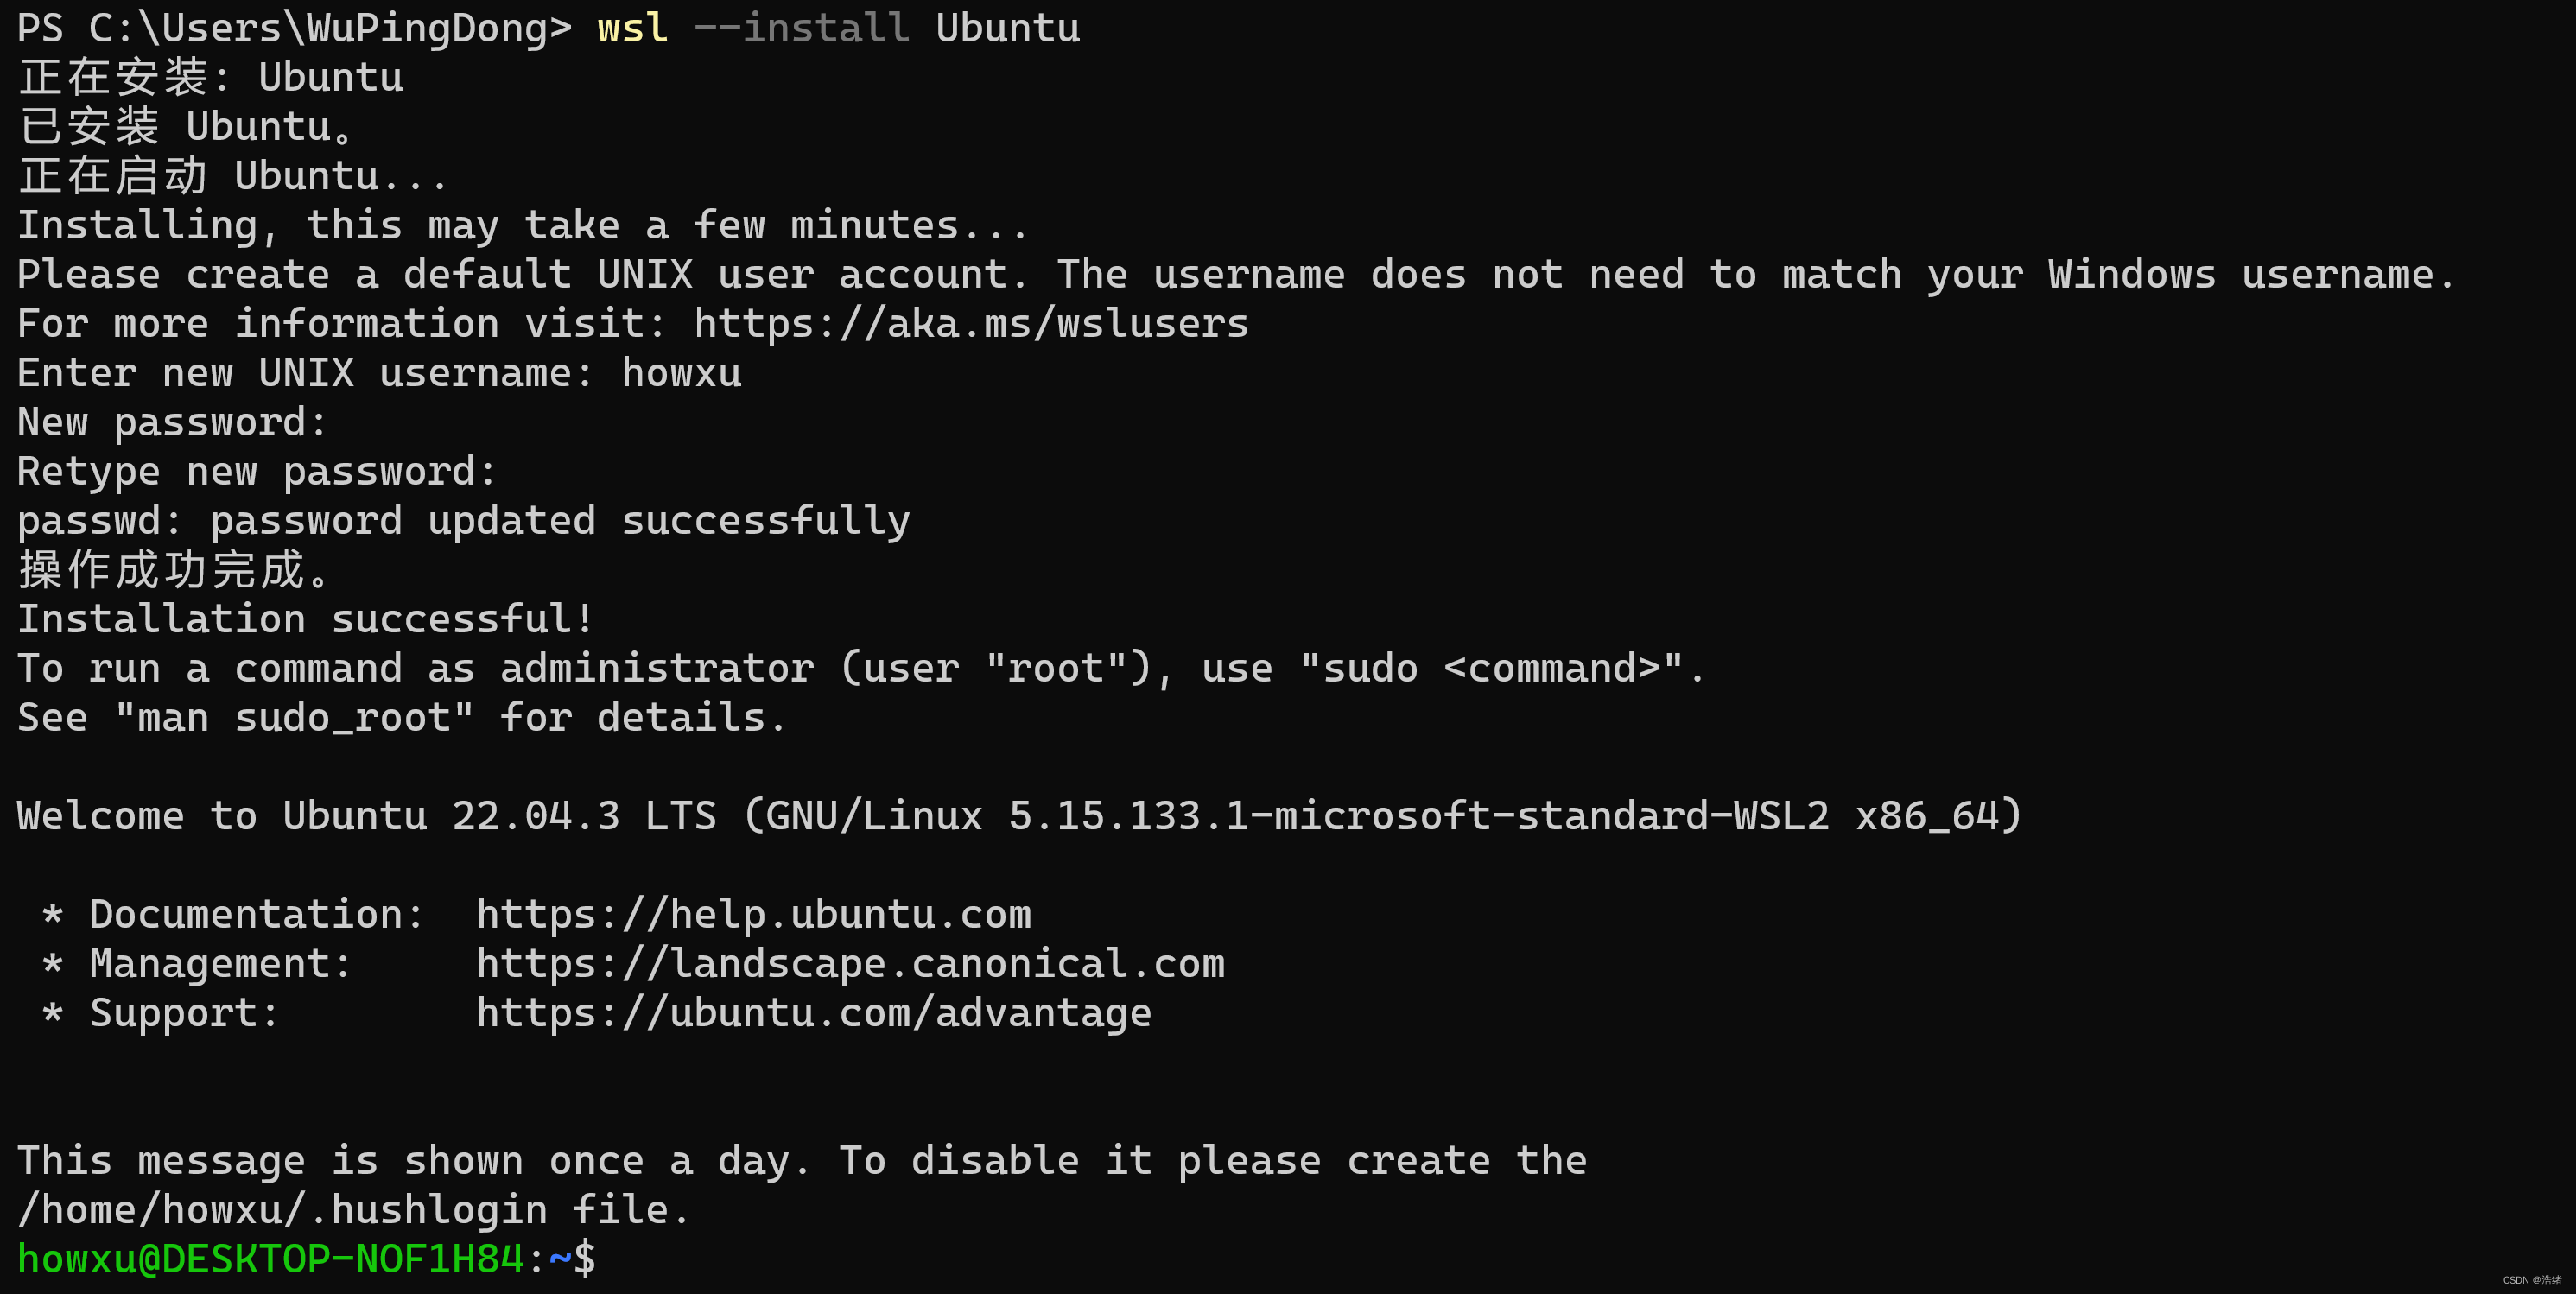 PS C:\Users\WuPingDong> wsl --install Ubuntu
正在安装: Ubuntu
已安装 Ubuntu。
正在启动 Ubuntu...
Installing, this may take a few minutes...
Please create a default UNIX user account. The username does not need to match your Windows username.
For more information visit: https://aka.ms/wslusers
Enter new UNIX username: howxu
New password:
Retype new password:
passwd: password updated successfully
操作成功完成。
Installation successful!
To run a command as administrator (user "root"), use "sudo <command>".
See "man sudo_root" for details.
Welcome to Ubuntu 22.04.3 LTS (GNU/Linux 5.15.133.1-microsoft-standard-WSL2 x86_64)
 * Documentation:  https://help.ubuntu.com
 * Management:     https://landscape.canonical.com
 * Support:        https://ubuntu.com/advantage
This message is shown once a day. To disable it please create the
/home/howxu/.hushlogin file.
howxu@DESKTOP-NOF1H84:~$
CSDN @浩绪